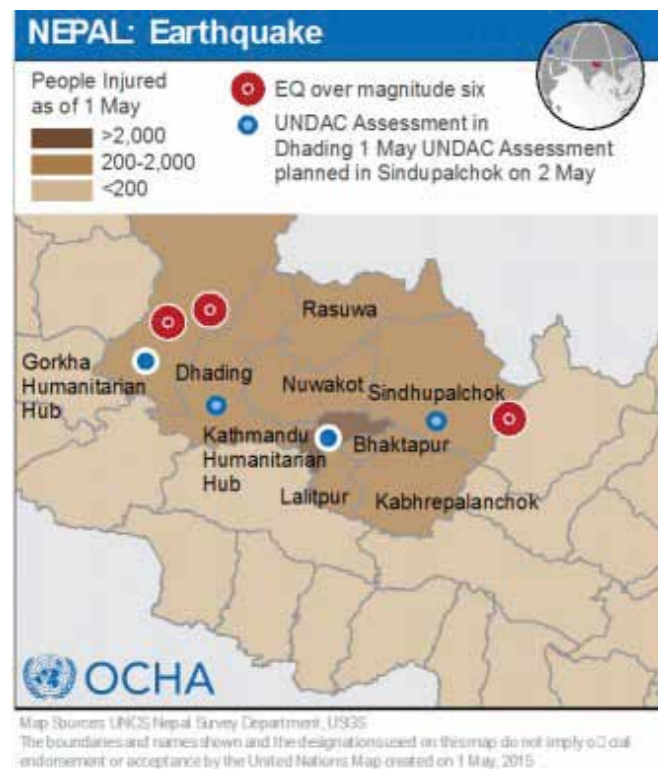 NEPAL: Earthquake
People Injured
as of 1 May
>2,000
200-2,000
<200
EQ over magnitude six
UNDAC Assessment in
Dhading 1 May UNDAC Assessment
planned in Sindupalchok on 2 May
Rasuwa
Gorkha
Humanitarian
Hub
Dhading
Nuwakot
Sindhupalchok
Kathmandu
Humanitarian
Hub
Bhaktapur
Lalitpur
Kabhrepalanchok
OCHA
Map Sources UNCS Nepal Survey Department, USGS
The boundaries and names shown and the designations used on this map do not imply o□cial
endorsement or acceptance by the United Nations Map created on 1 May, 2015